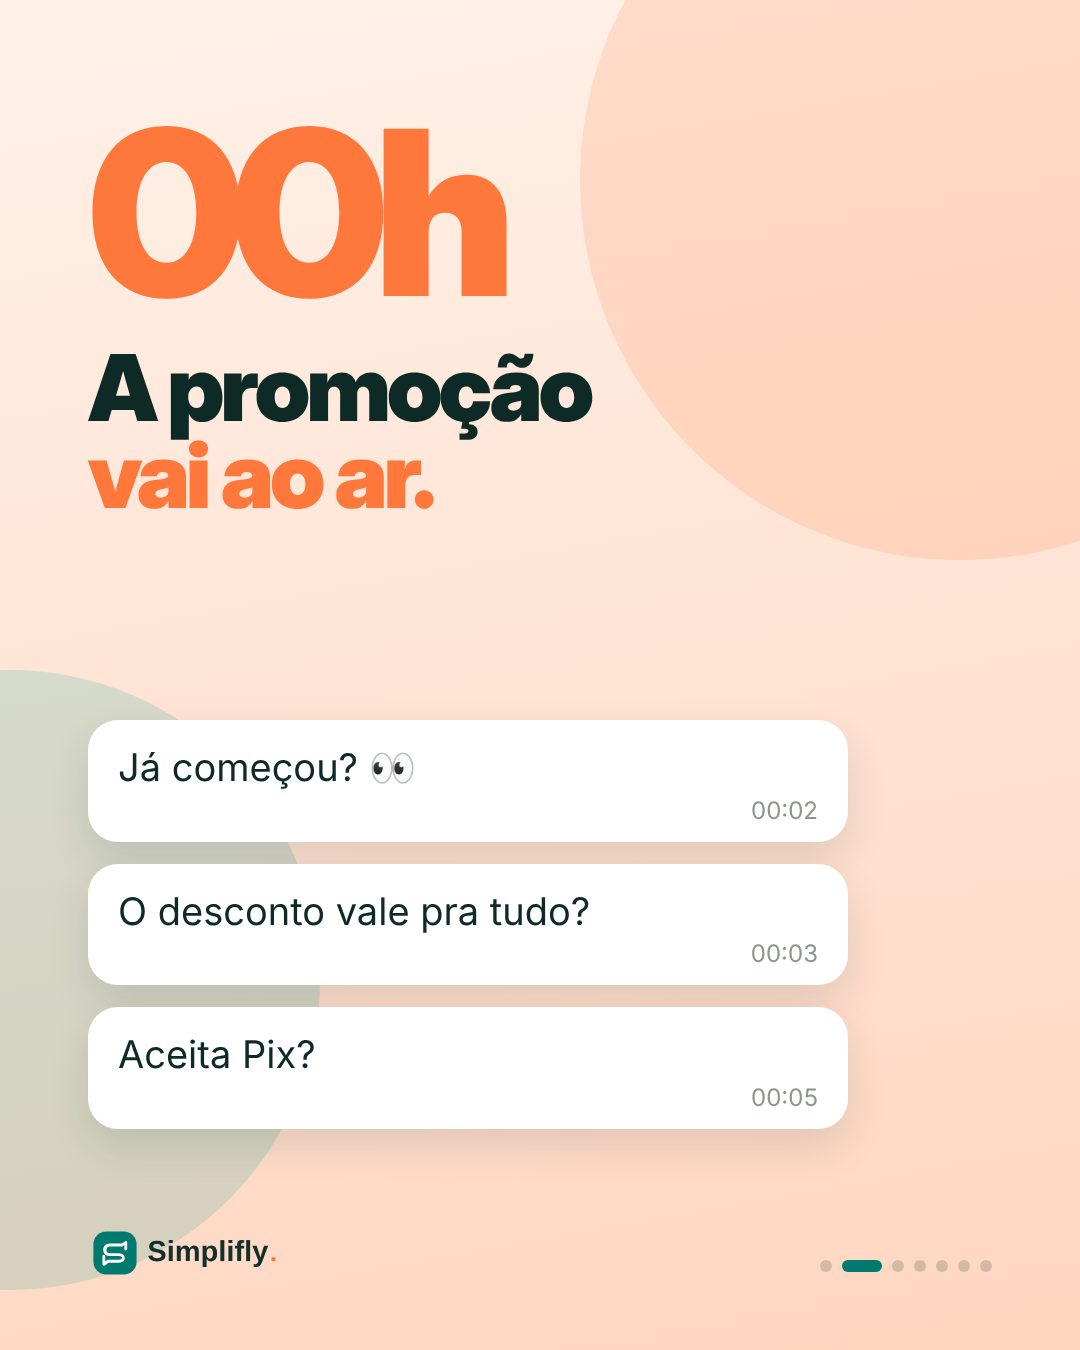 00h
A promoção
vai ao ar.
Já começou? 👀
00:02
O desconto vale pra tudo?
00:03
Aceita Pix?
00:05
Simplifly.